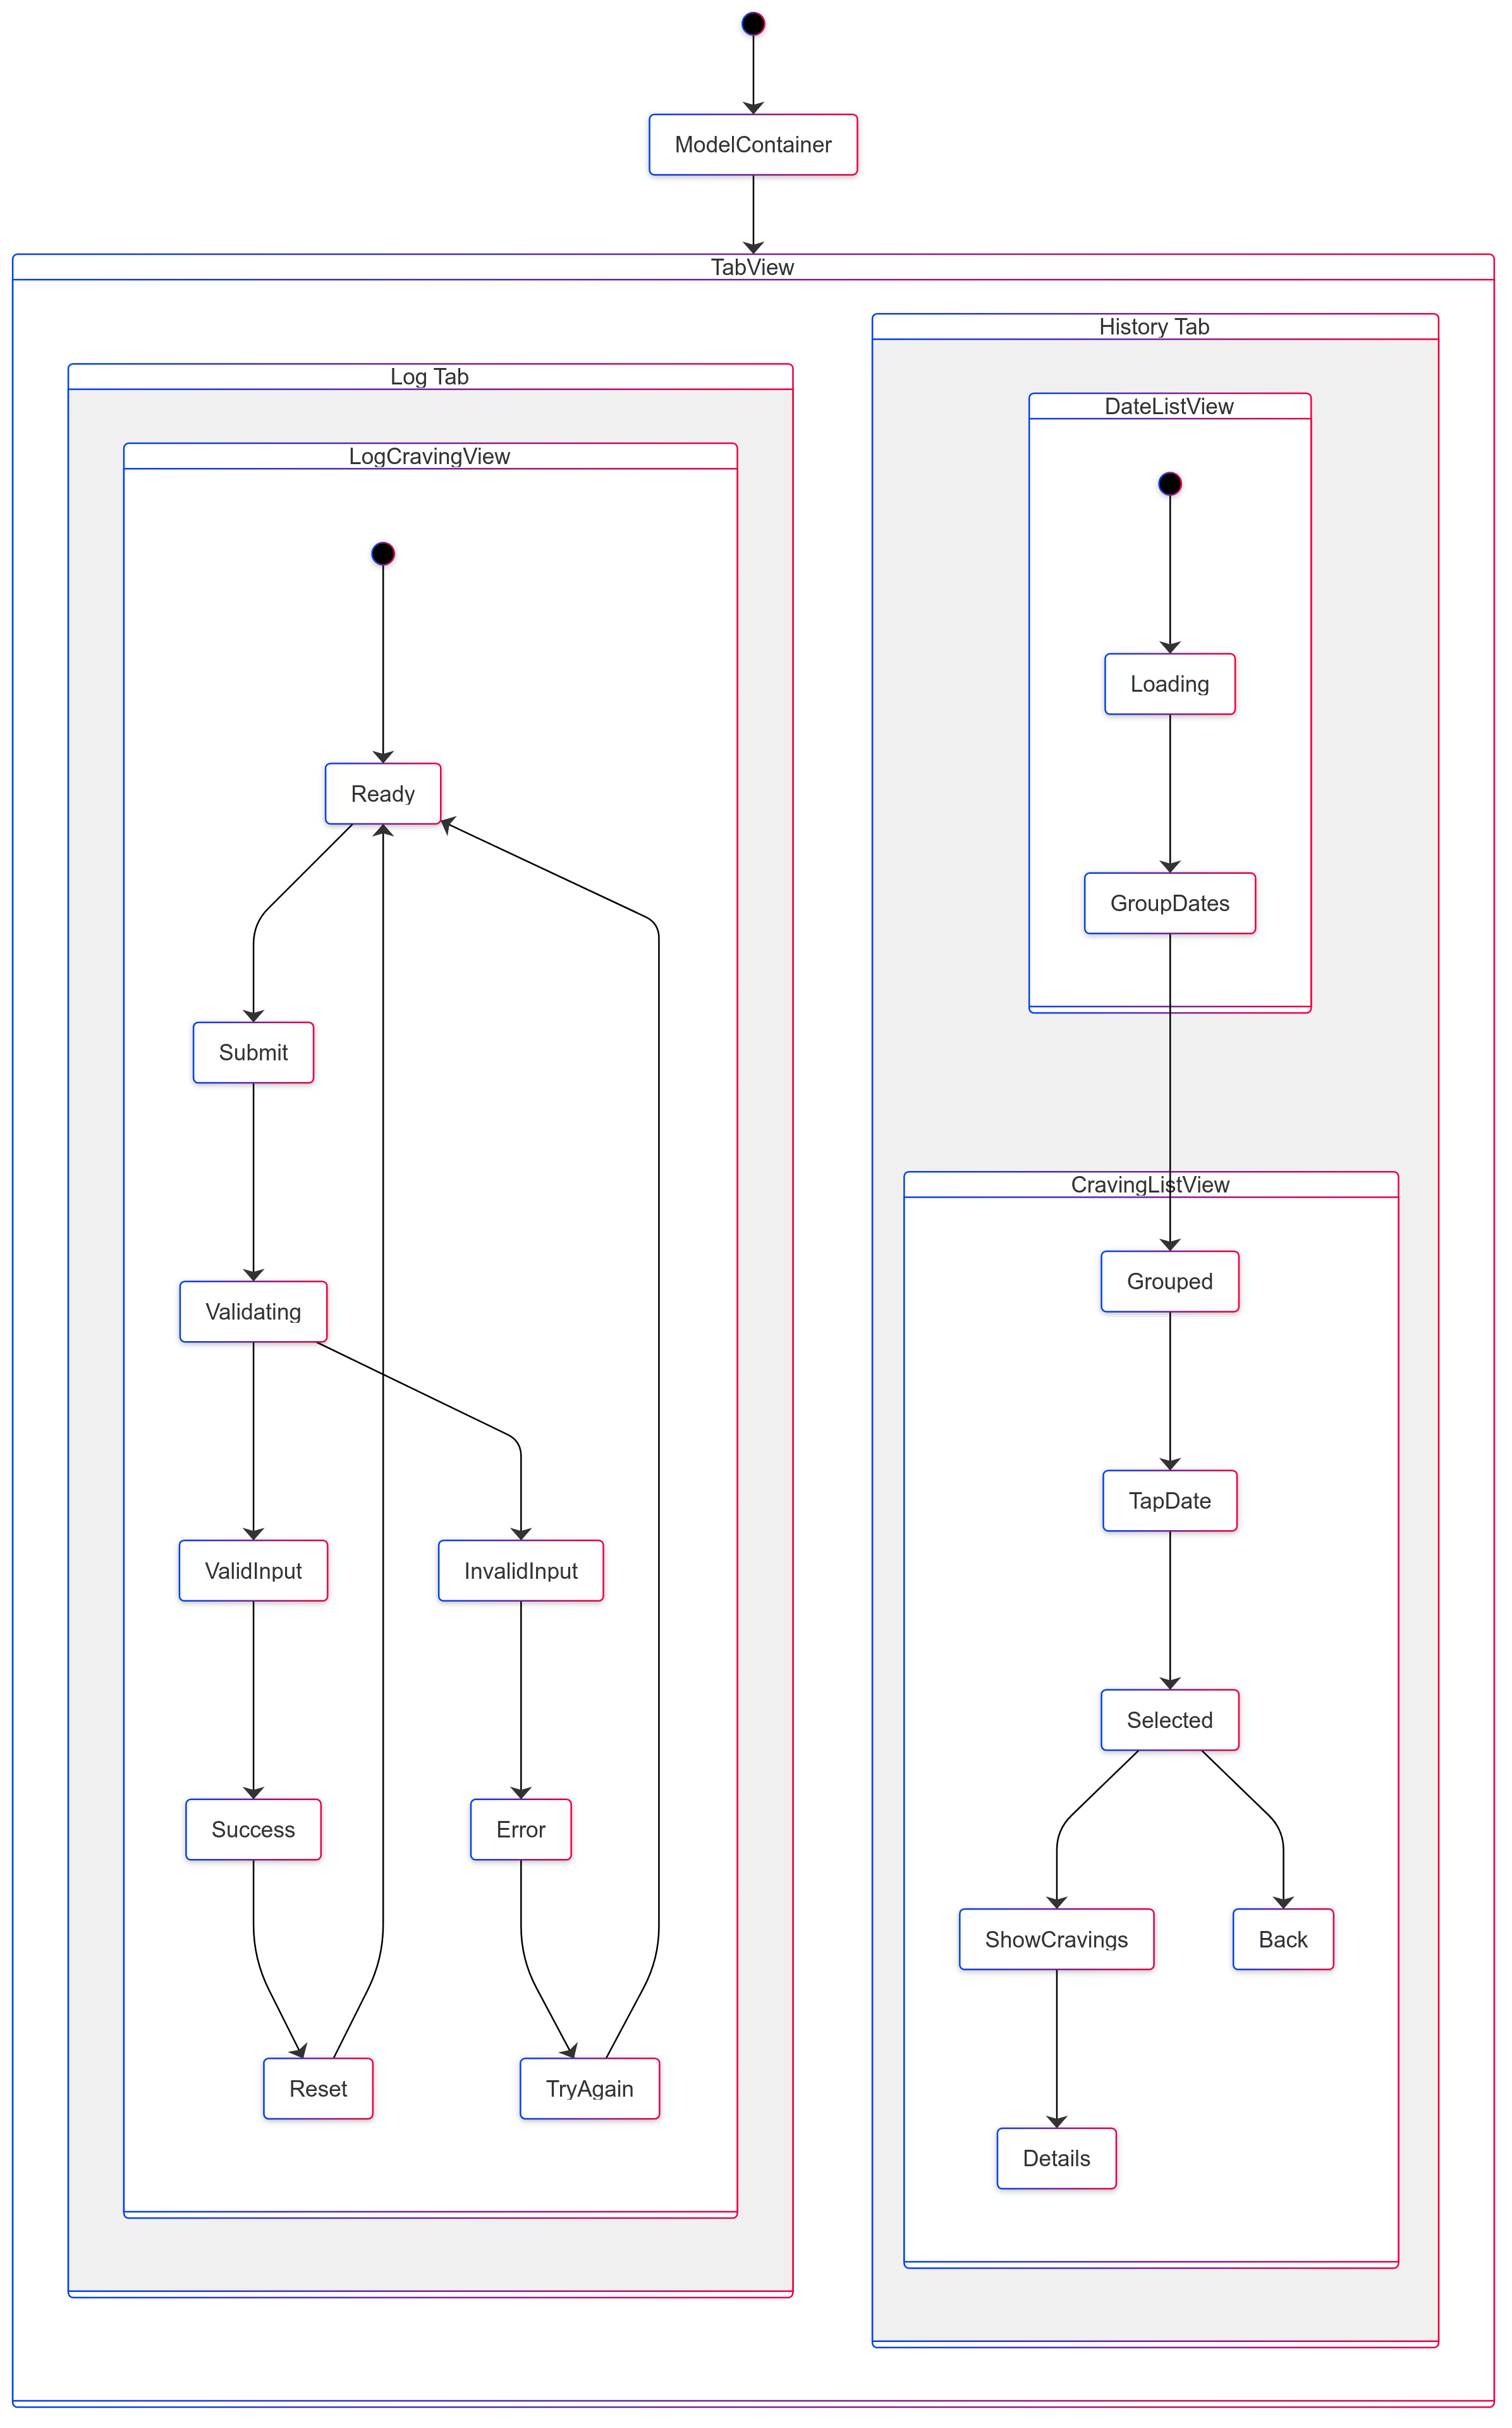 ModelContainer
TabView
Log Tab
LogCravingView
Ready
Submit
Validating
ValidInput
InvalidInput
Success
Error
Reset
TryAgain
History Tab
DateListView
Loading
GroupDates
CravingListView
Grouped
TapDate
Selected
ShowCravings
Back
Details